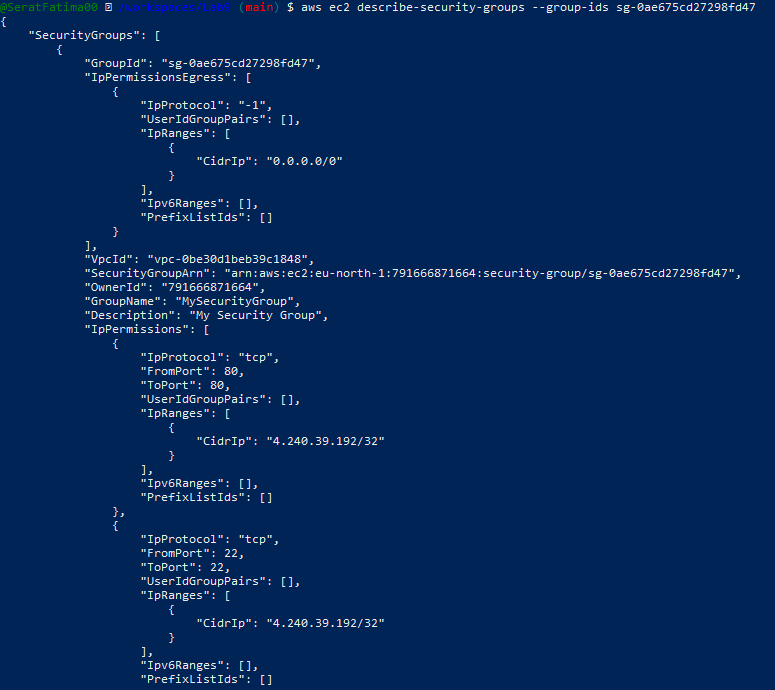 @SeratFatima00 (main) $ aws ec2 describe-security-groups --group-ids sg-0ae675cd27298fd47
{
    "SecurityGroups": [
        {
            "GroupId": "sg-0ae675cd27298fd47",
            "IpPermissionsEgress": [
                {
                    "IpProtocol": "-1",
                    "UserIdGroupPairs": [],
                    "IpRanges": [
                        {
                            "CidrIp": "0.0.0.0/0"
                        }
                    ],
                    "Ipv6Ranges": [],
                    "PrefixListIds": []
                }
            ],
            "VpcId": "vpc-0be30d1beb39c1848",
            "SecurityGroupArn": "arn:aws:ec2:eu-north-1:791666871664:security-group/sg-0ae675cd27298fd47",
            "OwnerId": "791666871664",
            "GroupName": "MySecurityGroup",
            "Description": "My Security Group",
            "IpPermissions": [
                {
                    "IpProtocol": "tcp",
                    "FromPort": 80,
                    "ToPort": 80,
                    "UserIdGroupPairs": [],
                    "IpRanges": [
                        {
                            "CidrIp": "4.240.39.192/32"
                        }
                    ],
                    "Ipv6Ranges": [],
                    "PrefixListIds": []
                },
                {
                    "IpProtocol": "tcp",
                    "FromPort": 22,
                    "ToPort": 22,
                    "UserIdGroupPairs": [],
                    "IpRanges": [
                        {
                            "CidrIp": "4.240.39.192/32"
                        }
                    ],
                    "Ipv6Ranges": [],
                    "PrefixListIds": []